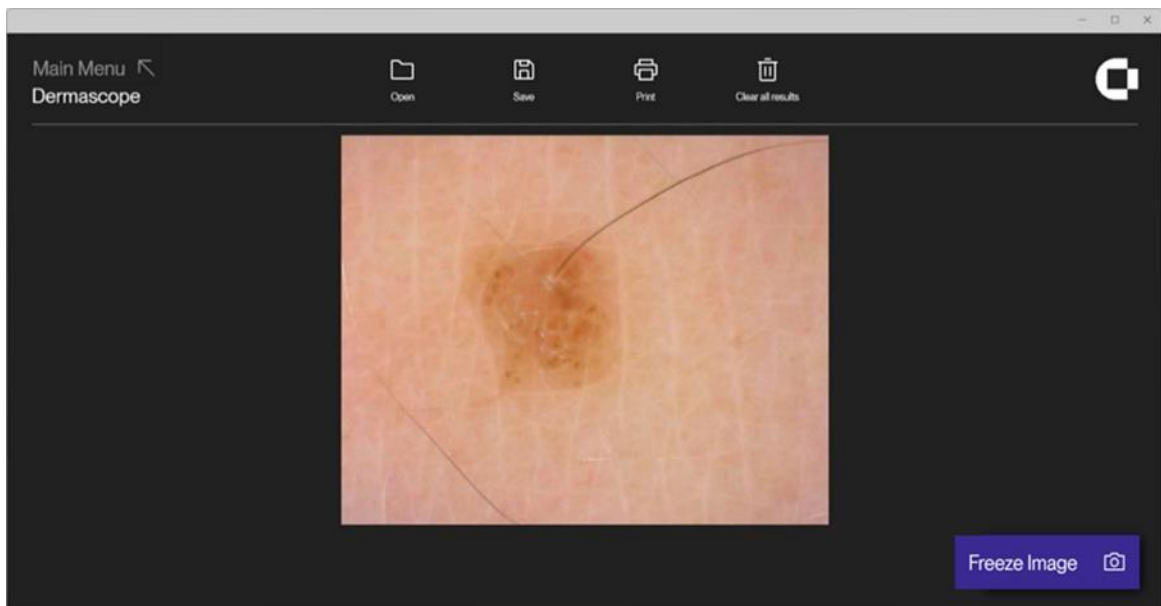 Main Menu
Dermascope
Open
Save
Print
Clear all results
Freeze Image